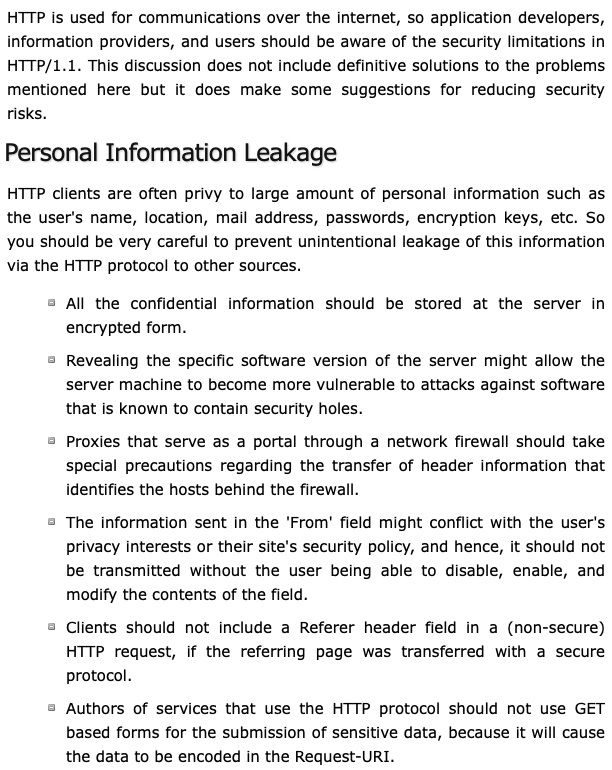 HTTP is used for communications over the internet, so application developers,
information providers, and users should be aware of the security limitations in
HTTP/1.1. This discussion does not include definitive solutions to the problems
mentioned here but it does make some suggestions for reducing security
risks.
Personal Information Leakage
HTTP clients are often privy to large amount of personal information such as
the user's name, location, mail address, passwords, encryption keys, etc. So
you should be very careful to prevent unintentional leakage of this information
via the HTTP protocol to other sources.
All the confidential information should be stored at the server in
encrypted form.
Revealing the specific software version of the server might allow the
server machine to become more vulnerable to attacks against software
that is known to contain security holes.
Proxies that serve as a portal through a network firewall should take
special precautions regarding the transfer of header information that
identifies the hosts behind the firewall.
The information sent in the 'From' field might conflict with the user's
privacy interests or their site's security policy, and hence, it should not
be transmitted without the user being able to disable, enable, and
modify the contents of the field.
Clients should not include a Referer header field in a (non-secure)
HTTP request, if the referring page was transferred with a secure
protocol.
Authors of services that use the HTTP protocol should not use GET
based forms for the submission of sensitive data, because it will cause
the data to be encoded in the Request-URI.